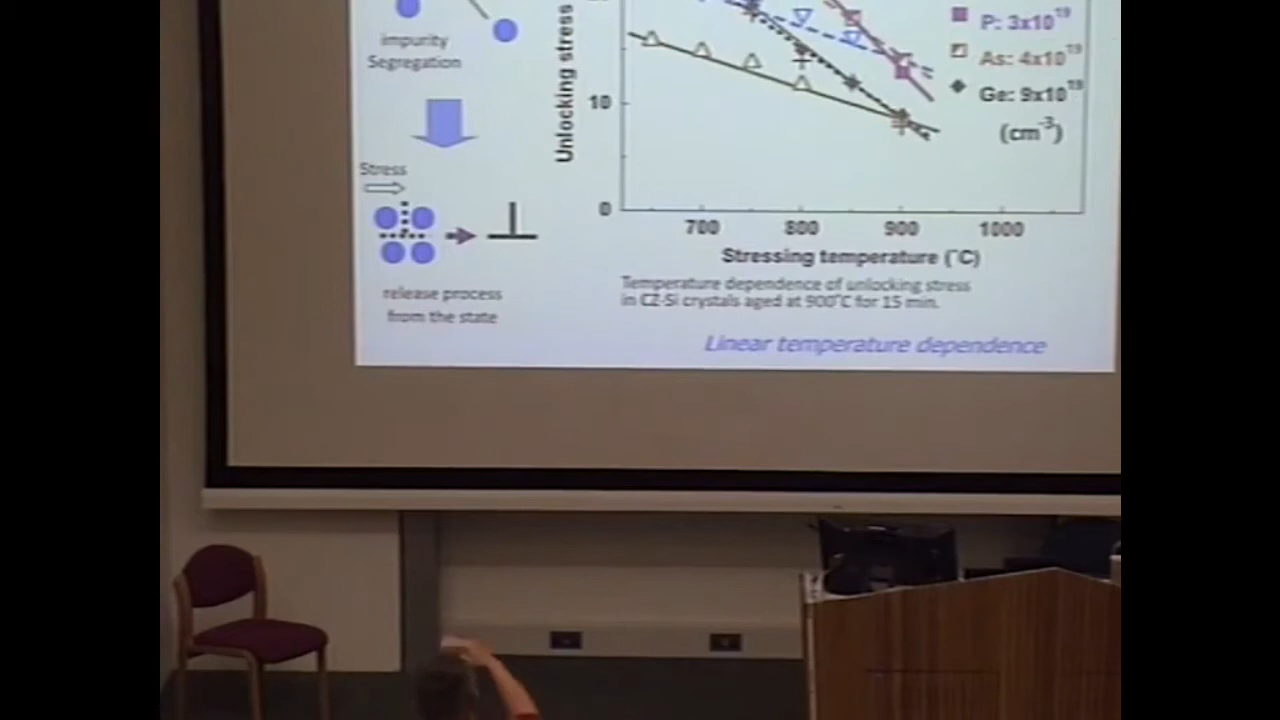 impurity
Segregation
Stress
release process
from the state
Unlocking stress
10
0
700 800 900 1000
Stressing temperature (°C)
P: 3x10¹⁹
As: 4x10¹⁹
Ge: 9x10¹⁹
(cm⁻³)
Temperature dependence of unlocking stress
in CZ-Si crystals aged at 900°C for 15 min.
Linear temperature dependence